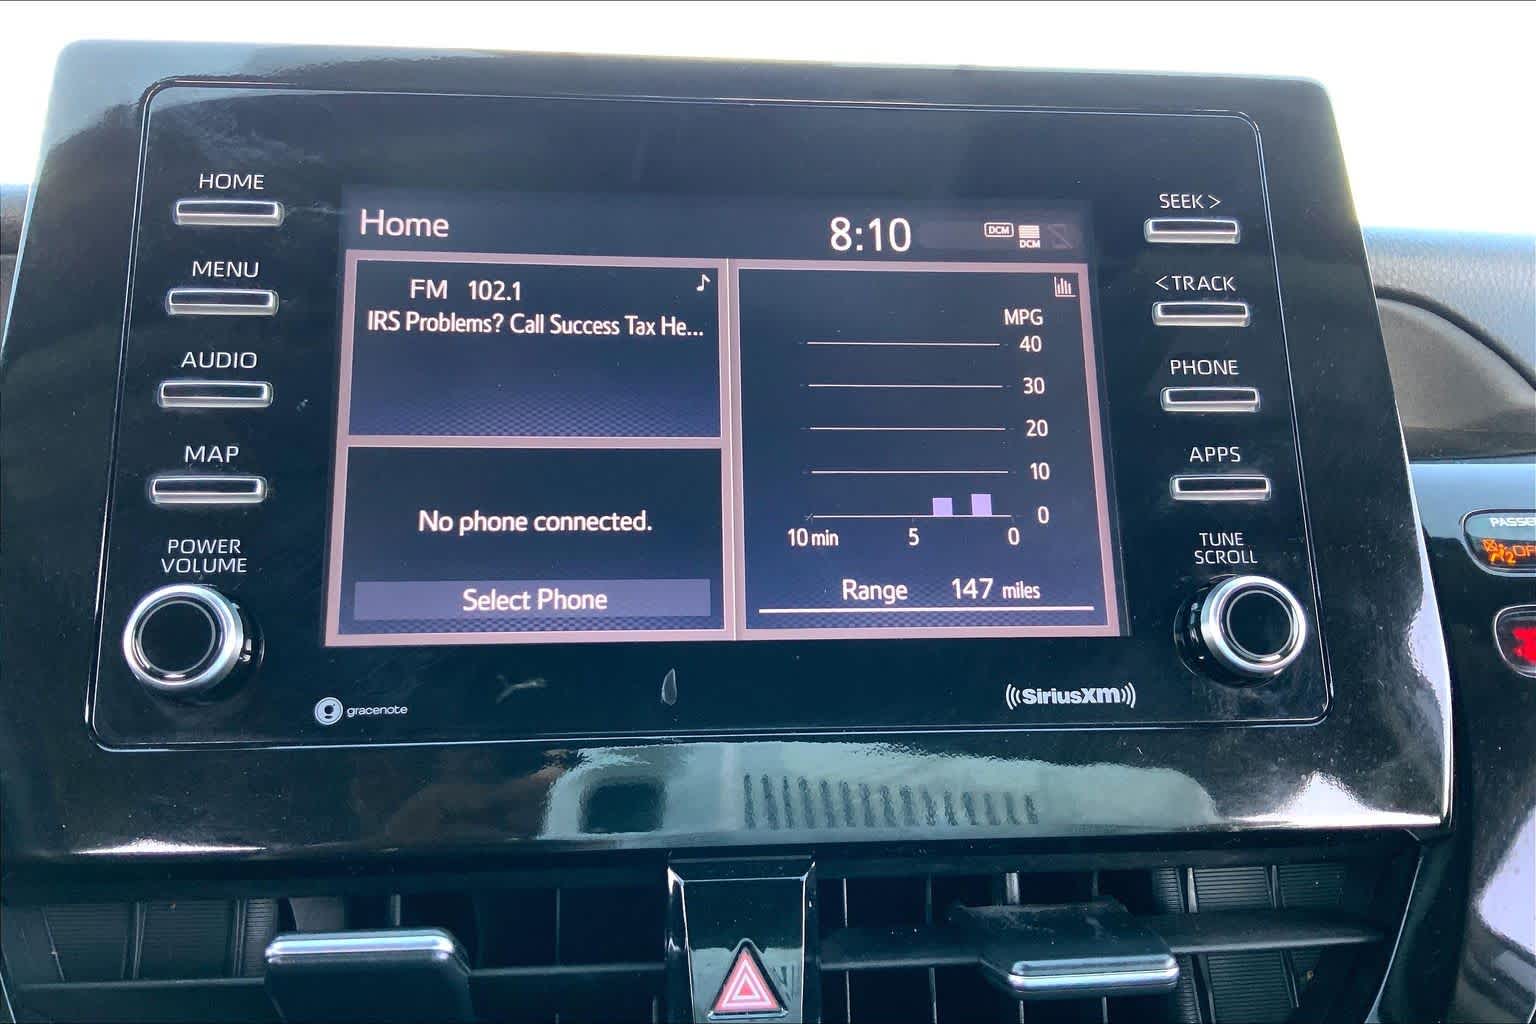 HOME
MENU
AUDIO
MAP
POWER
VOLUME
Home
8:10
DCM
DCM
FM 102.1
IRS Problems? Call Success Tax He...
No phone connected.
Select Phone
MPG
40
30
20
10
0
10 min 5 0
Range 147 miles
SEEK >
< TRACK
PHONE
APPS
TUNE
SCROLL
gracenote
((SiriusXM))